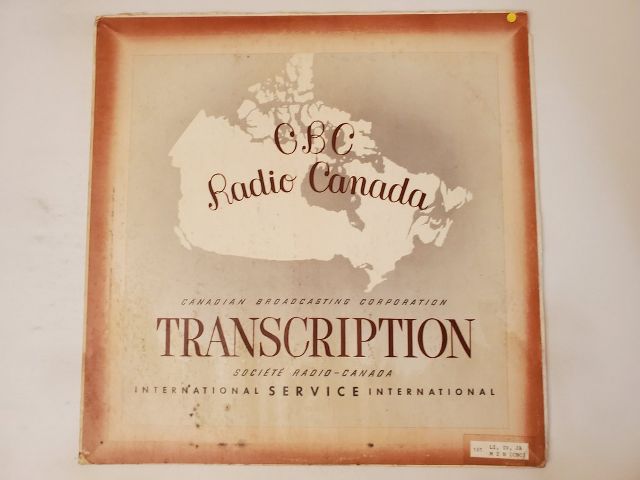 CBC
Radio Canada
CANADIAN BROADCASTING CORPORATION
TRANSCRIPTION
SOCIÉTÉ RADIO-CANADA
INTERNATIONAL SERVICE INTERNATIONAL